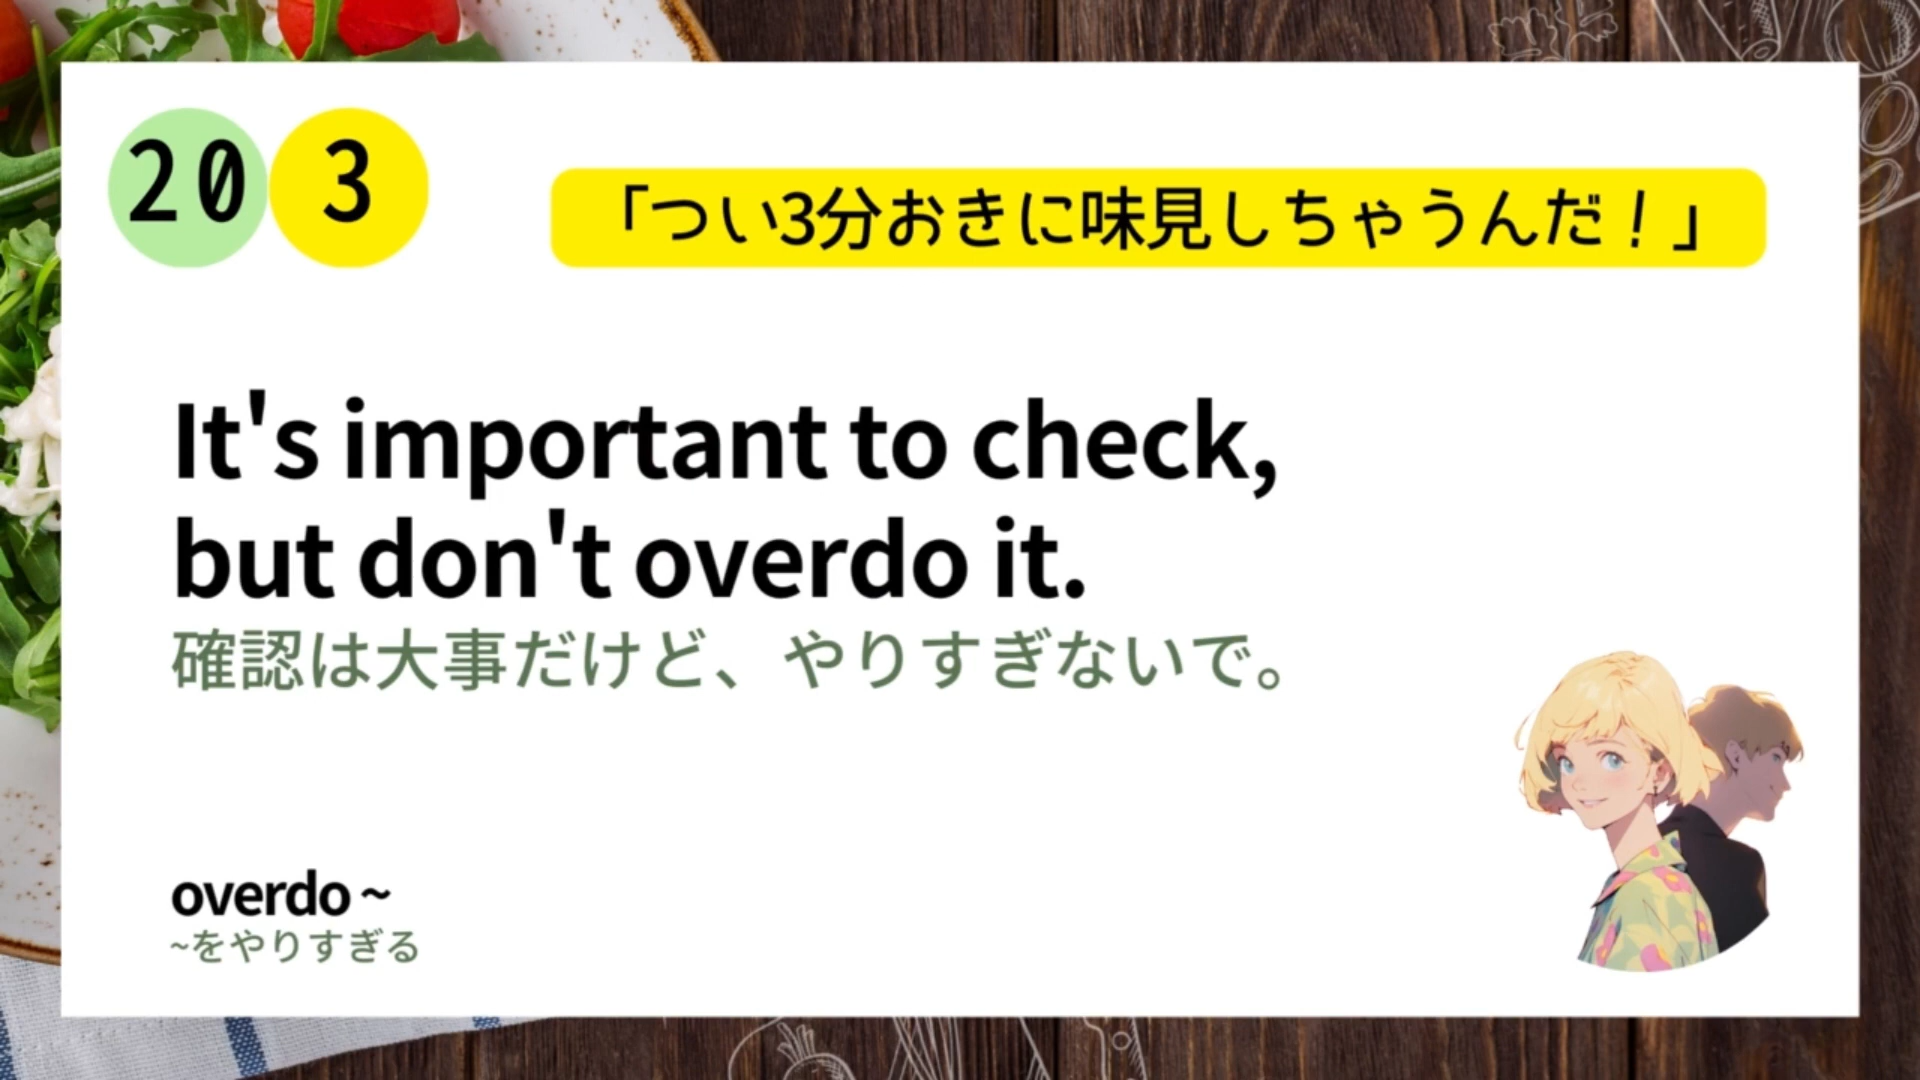 20 3
「つい3分おきに味見しちゃうんだ！」
It's important to check,
but don't overdo it.
確認は大事だけど、やりすぎないで。
overdo ~
~をやりすぎる